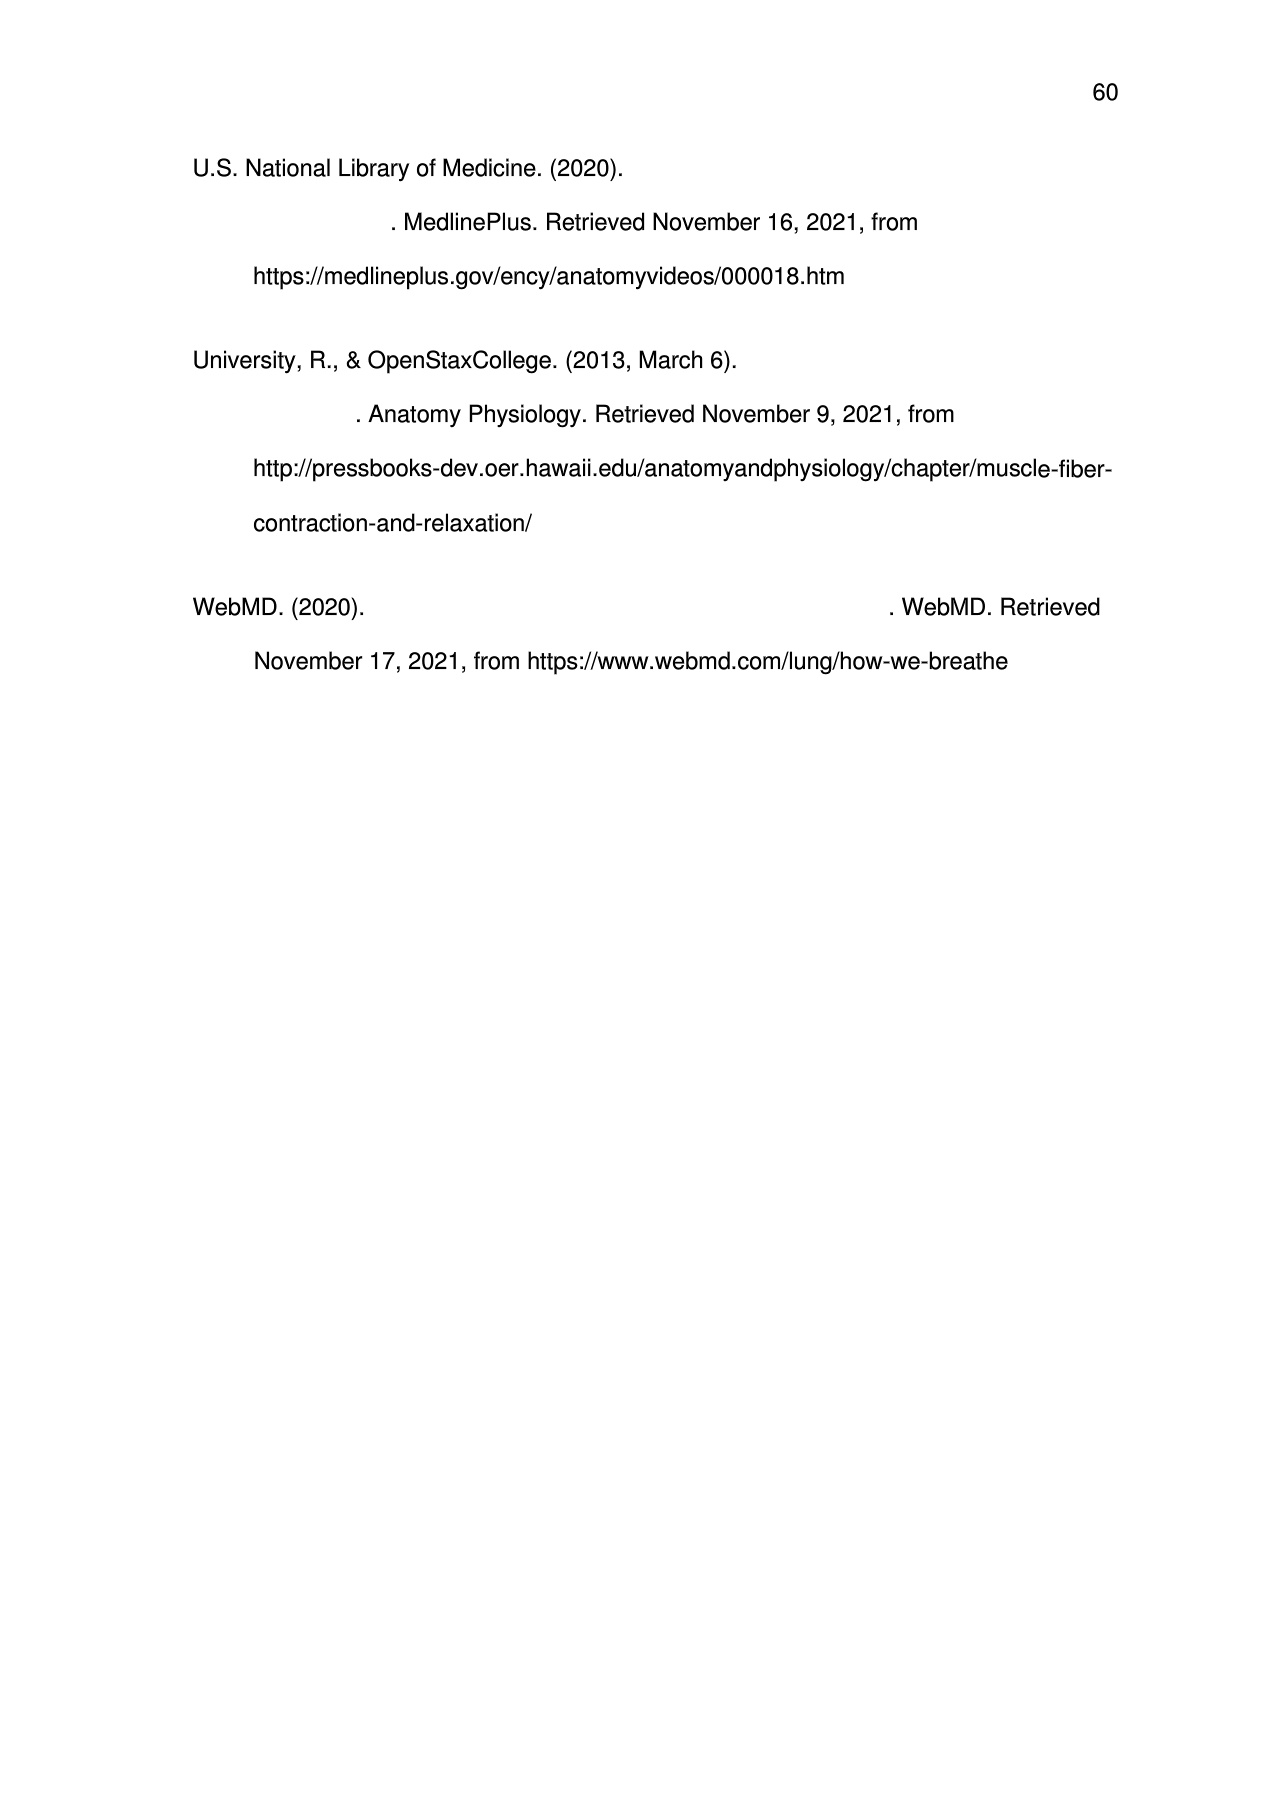 60
U.S. National Library of Medicine. (2020).
. MedlinePlus. Retrieved November 16, 2021, from
https://medlineplus.gov/ency/anatomyvideos/000018.htm
University, R., & OpenStaxCollege. (2013, March 6).
. Anatomy Physiology. Retrieved November 9, 2021, from
http://pressbooks-dev.oer.hawaii.edu/anatomyandphysiology/chapter/muscle-fiber-
contraction-and-relaxation/
WebMD. (2020). . WebMD. Retrieved
November 17, 2021, from https://www.webmd.com/lung/how-we-breathe